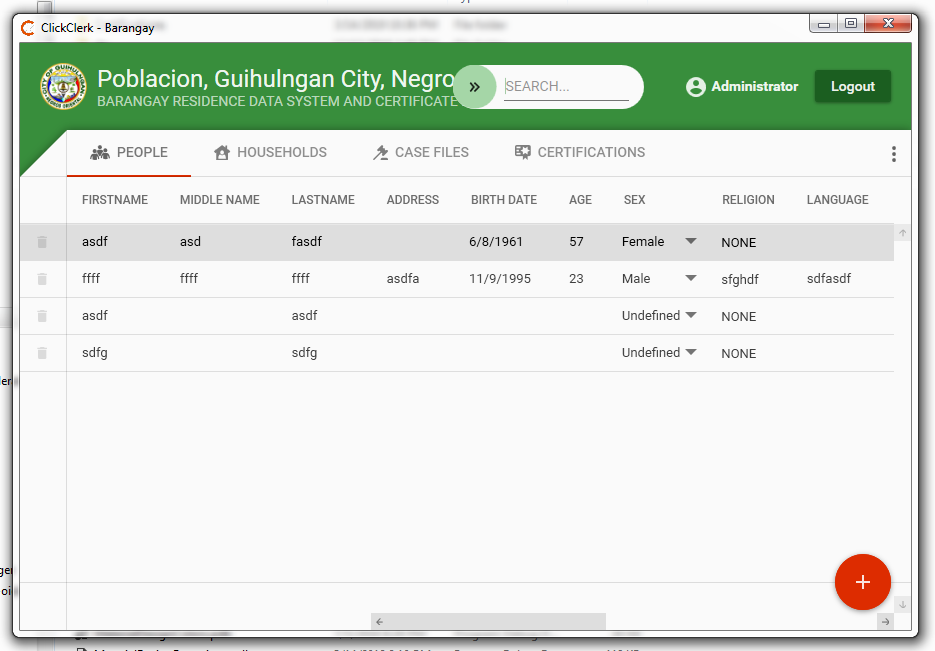 ClickClerk - Barangay
Poblacion, Guihulngan City, Negro
BARANGAY RESIDENCE DATA SYSTEM AND CERTIFICATE
»
SEARCH...
Administrator
Logout
PEOPLE
HOUSEHOLDS
CASE FILES
CERTIFICATIONS
FIRSTNAME MIDDLE NAME LASTNAME ADDRESS BIRTH DATE AGE SEX RELIGION LANGUAGE
asdf asd fasdf 6/8/1961 57 Female NONE
ffff ffff ffff asdfa 11/9/1995 23 Male sfghdf sdfasdf
asdf asdf Undefined NONE
sdfg sdfg Undefined NONE
+